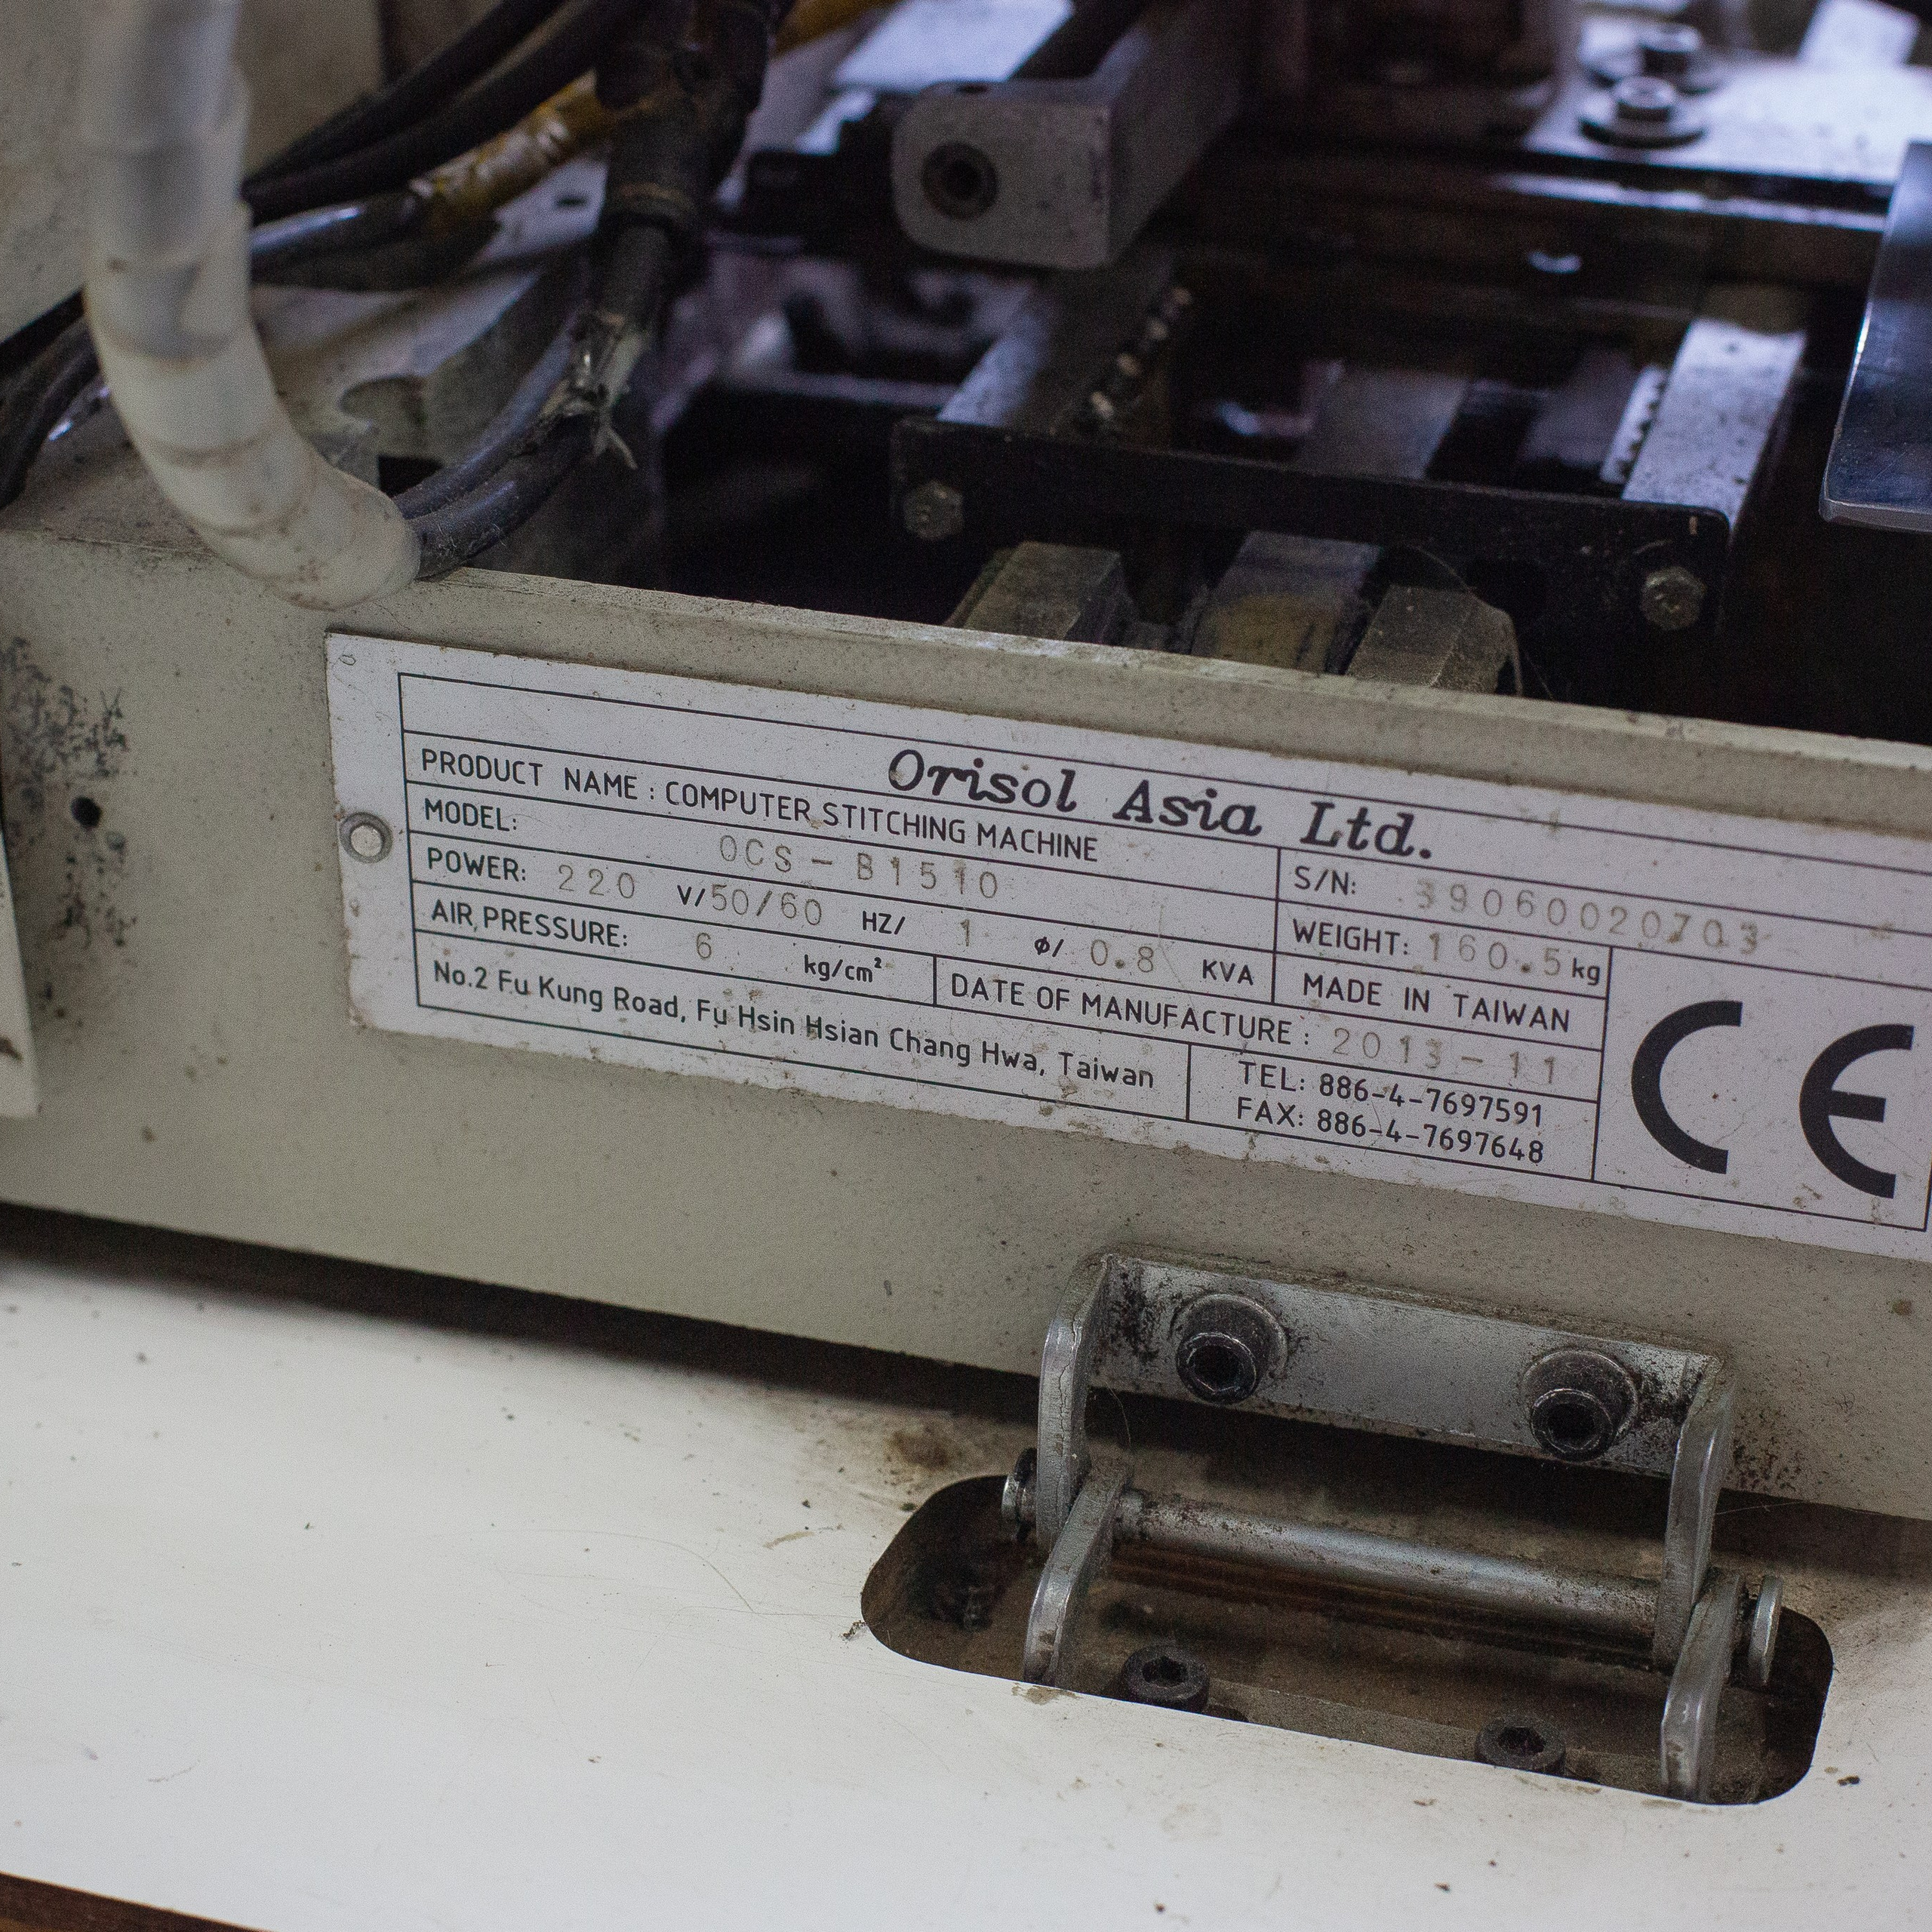 Orisol Asia Ltd.
PRODUCT NAME : COMPUTER STITCHING MACHINE
MODEL: OCS - B1510
S/N: 39060020703
POWER: 220 V/50/60 HZ/ 1 ø/ 0.8 KVA
WEIGHT: 160.5 kg
AIR PRESSURE: 6 kg/cm²
DATE OF MANUFACTURE : 2013-11
MADE IN TAIWAN
No.2 Fu Kung Road, Fu Hsin Hsian Chang Hwa, Taiwan
TEL: 886-4-7697591
FAX: 886-4-7697648
CE